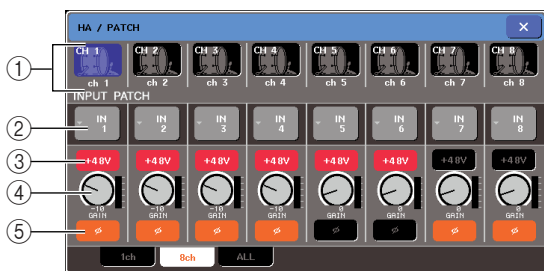 HA / PATCH ×
CH 1 CH 2 CH 3 CH 4 CH 5 CH 6 CH 7 CH 8
① ch 1 ch 2 ch 3 ch 4 ch 5 ch 6 ch 7 ch 8
INPUT PATCH
② IN 1 IN 2 IN 3 IN 4 IN 5 IN 6 IN 7 IN 8
③ +48V +48V +48V +48V +48V +48V +48V +48V
④ -10 -10 -10 -10 0 0 0 0
GAIN GAIN GAIN GAIN GAIN GAIN GAIN GAIN
⑤ ø ø ø ø ø ø ø ø
1ch 8ch ALL